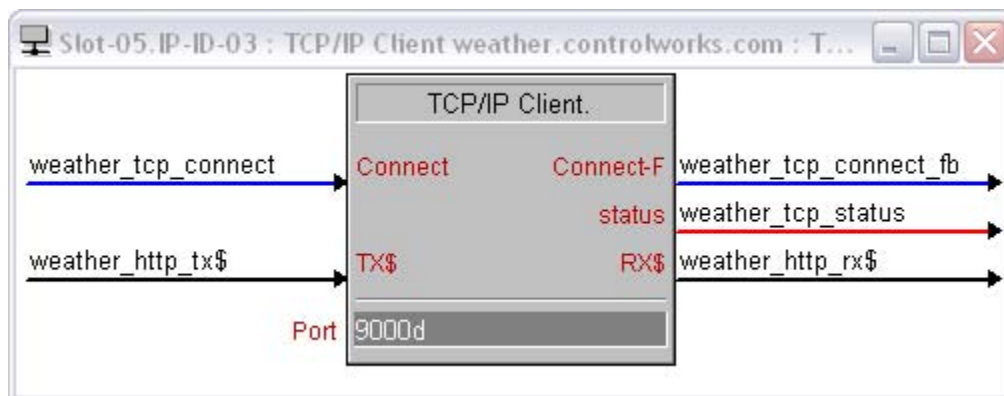 Slot-05.IP-ID-03 : TCP/IP Client weather.controlworks.com : T...
TCP/IP Client.
weather_tcp_connect Connect Connect-F weather_tcp_connect_fb
status weather_tcp_status
weather_http_tx$ TX$ RX$ weather_http_rx$
Port 9000d